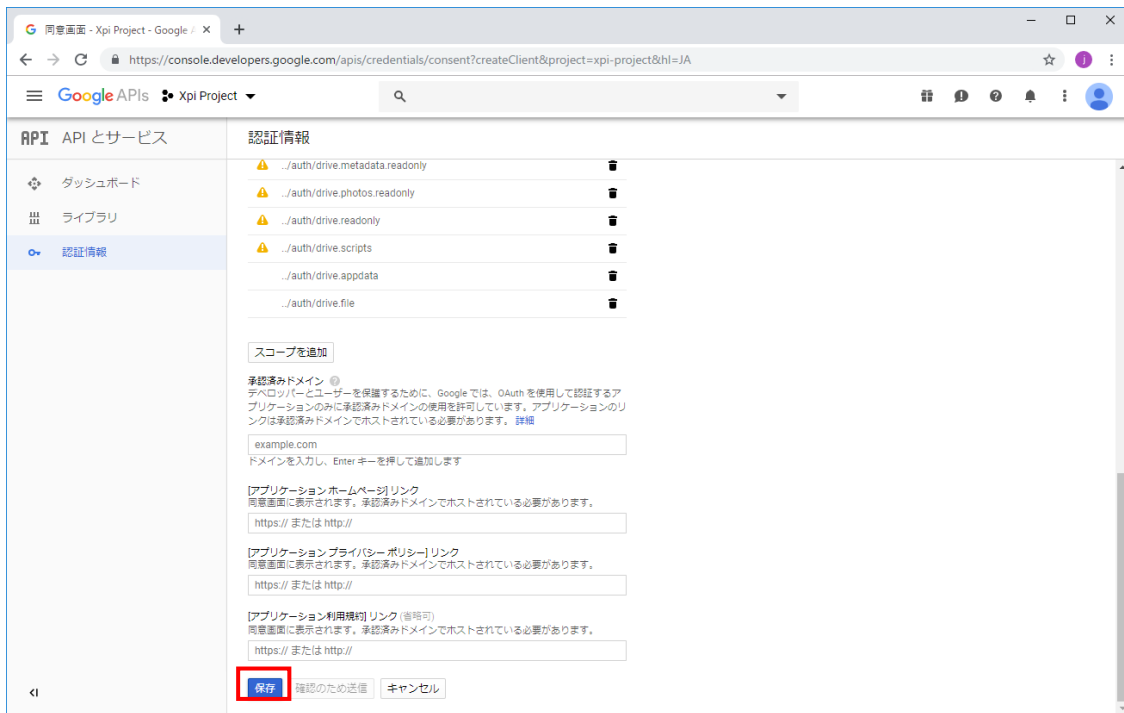 同意画面 - Xpi Project - Google A
https://console.developers.google.com/apis/credentials/consent?createClient&project=xpi-project&hl=JA
j
Google APIs Xpi Project
API API とサービス
認証情報
ダッシュボード
ライブラリ
認証情報
../auth/drive.metadata.readonly
../auth/drive.photos.readonly
../auth/drive.readonly
../auth/drive.scripts
../auth/drive.appdata
../auth/drive.file
スコープを追加
承認済みドメイン
デベロッパーとユーザーを保護するために、Google では、OAuth を使用して認証するア
プリケーションのみに承認済みドメインの使用を許可しています。アプリケーションのリ
ンクは承認済みドメインでホストされている必要があります。 詳細
example.com
ドメインを入力し、Enter キーを押して追加します
[アプリケーション ホームページ] リンク
同意画面に表示されます。承認済みドメインでホストされている必要があります。
https:// または http://
[アプリケーション プライバシー ポリシー] リンク
同意画面に表示されます。承認済みドメインでホストされている必要があります。
https:// または http://
[アプリケーション利用規約] リンク (省略可)
同意画面に表示されます。承認済みドメインでホストされている必要があります。
https:// または http://
保存 確認のため送信 キャンセル